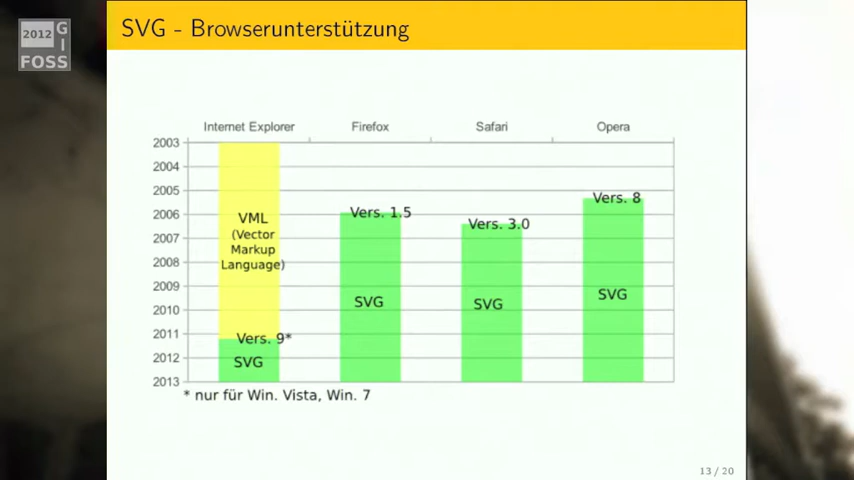 SVG - Browserunterstützung
2012
GI
FOSS
Internet Explorer Firefox Safari Opera
2003
2004
2005
2006
2007
2008
2009
2010
2011
2012
2013
VML
(Vector
Markup
Language)
Vers. 9*
SVG
Vers. 1.5
SVG
Vers. 3.0
SVG
Vers. 8
SVG
* nur für Win. Vista, Win. 7
13 / 20